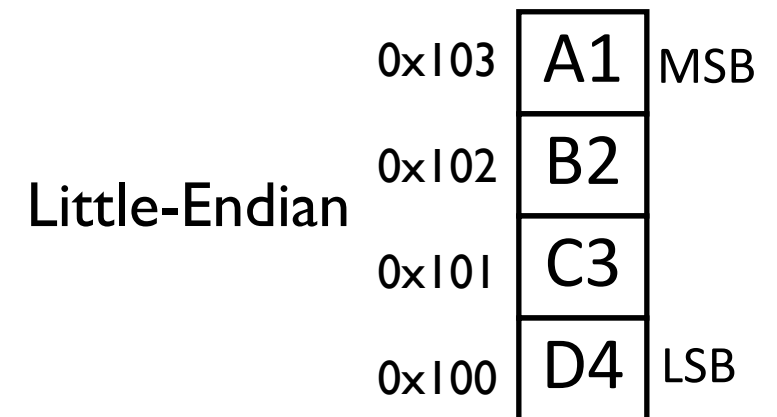 0x103 A1 MSB
0x102 B2
Little-Endian
0x101 C3
0x100 D4 LSB